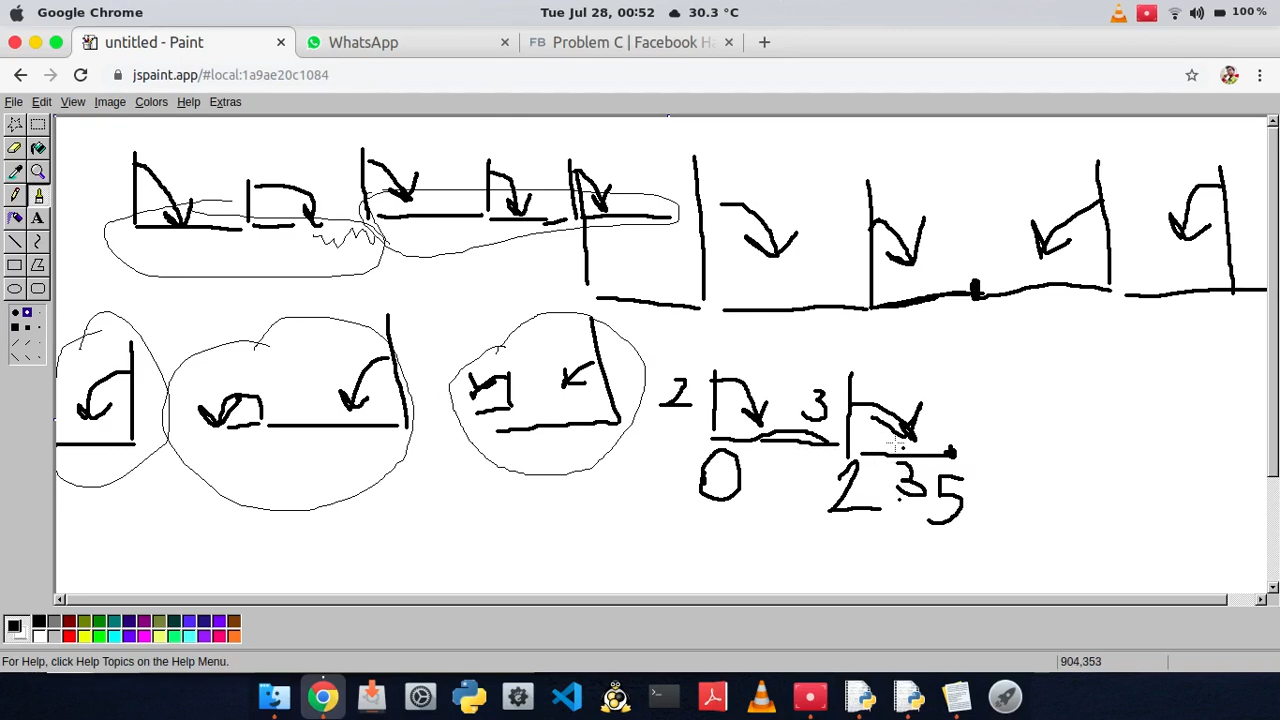 Google Chrome
Tue Jul 28, 00:52
30.3 °C
100 %
untitled - Paint
WhatsApp
FB Problem C | Facebook Ha
jspaint.app/#local:1a9ae20c1084
File Edit View Image Colors Help Extras
A
2
3
0
2
3
5
For Help, click Help Topics on the Help Menu.
904,353